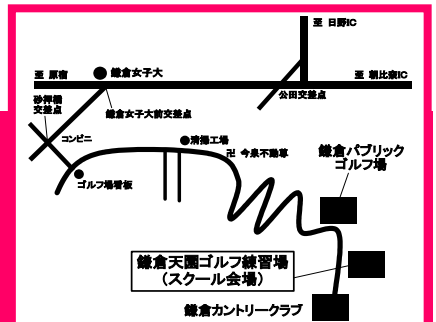 至 日野IC
至 原宿
鎌倉女子大
至 朝比奈IC
砂押橋
交差点
公田交差点
鎌倉女子大前交差点
コンビニ
清掃工場
卍 今泉不動尊
鎌倉パブリック
ゴルフ場
ゴルフ場看板
鎌倉天園ゴルフ練習場
(スクール会場)
鎌倉カントリークラブ